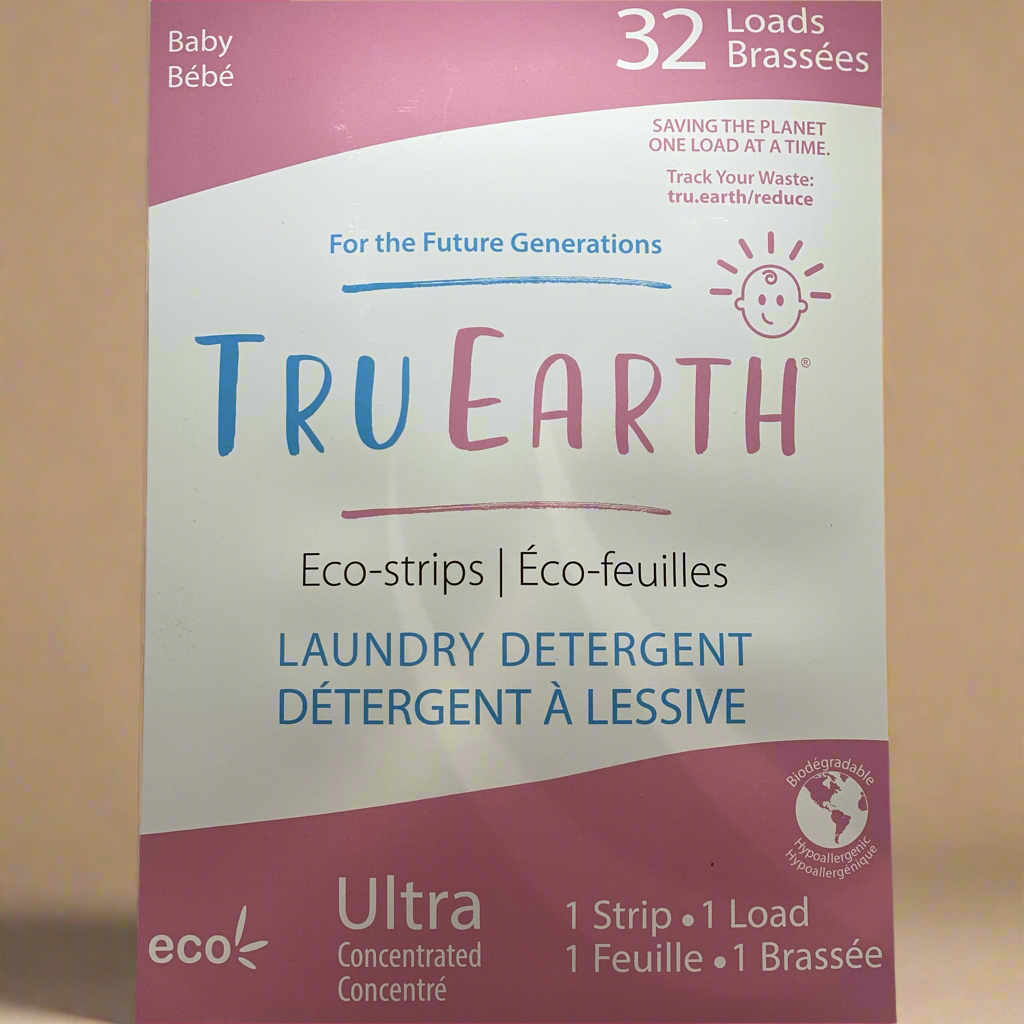 Baby
Bébé
32 Loads
Brassées
SAVING THE PLANET
ONE LOAD AT A TIME.
Track Your Waste:
tru.earth/reduce
For the Future Generations
TRUEARTH®
Eco-strips | Éco-feuilles
LAUNDRY DETERGENT
DÉTERGENT À LESSIVE
Biodégradable
Hypoallergenic
Hypoallergénique
eco
Ultra
Concentrated
Concentré
1 Strip • 1 Load
1 Feuille • 1 Brassée